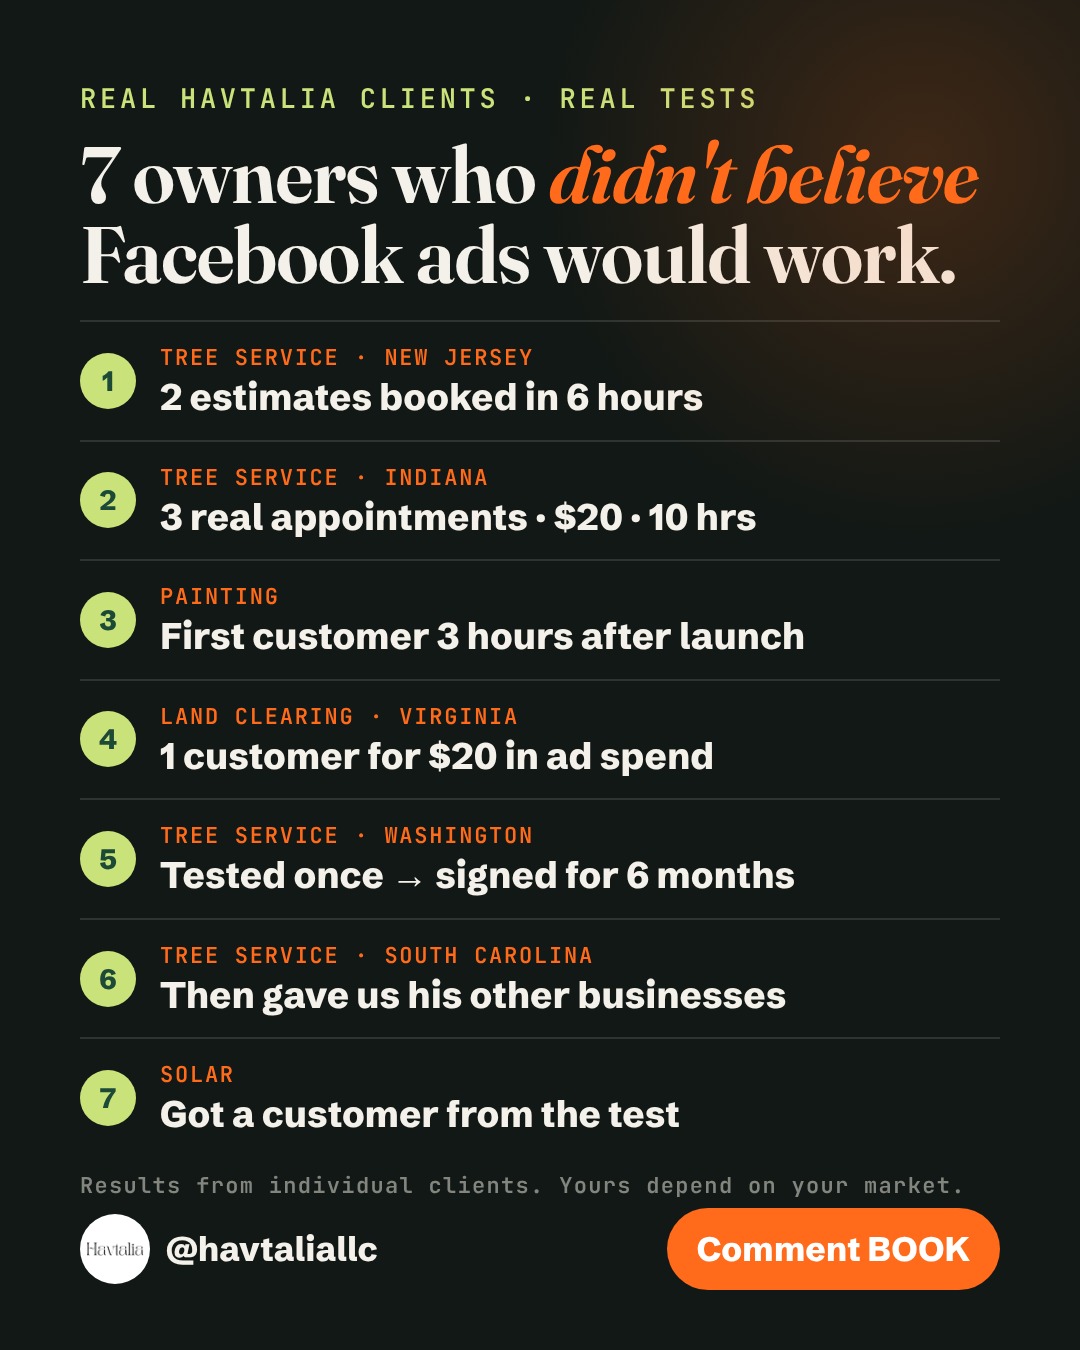 REAL HAVTALIA CLIENTS · REAL TESTS
7 owners who didn't believe
Facebook ads would work.
1
TREE SERVICE · NEW JERSEY
2 estimates booked in 6 hours
2
TREE SERVICE · INDIANA
3 real appointments · $20 · 10 hrs
3
PAINTING
First customer 3 hours after launch
4
LAND CLEARING · VIRGINIA
1 customer for $20 in ad spend
5
TREE SERVICE · WASHINGTON
Tested once → signed for 6 months
6
TREE SERVICE · SOUTH CAROLINA
Then gave us his other businesses
7
SOLAR
Got a customer from the test
Results from individual clients. Yours depend on your market.
Havtalia
@havtaliallc
Comment BOOK